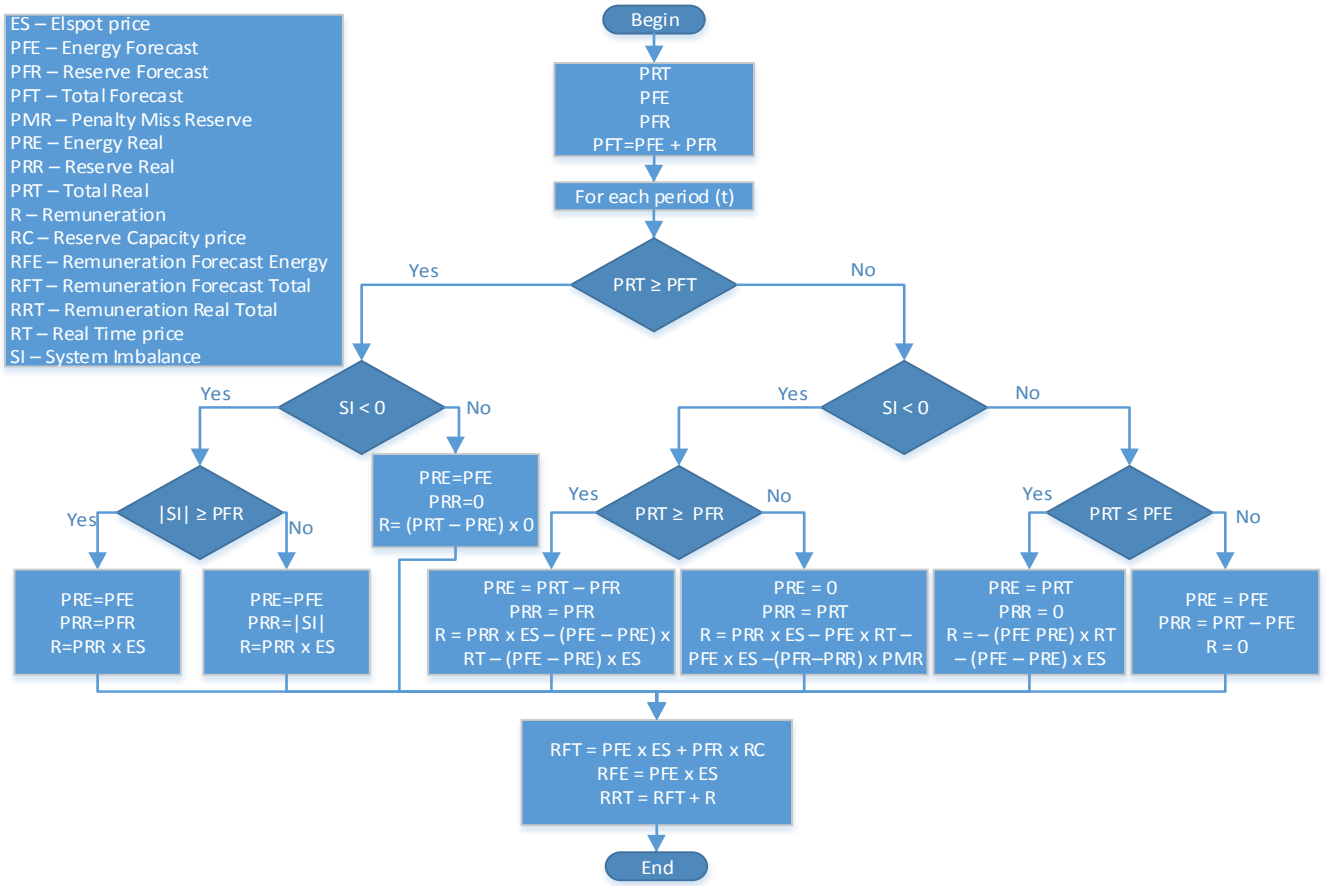 ES – Elspot price
PFE – Energy Forecast
PFR – Reserve Forecast
PFT – Total Forecast
PMR – Penalty Miss Reserve
PRE – Energy Real
PRR – Reserve Real
PRT – Total Real
R – Remuneration
RC – Reserve Capacity price
RFE – Remuneration Forecast Energy
RFT – Remuneration Forecast Total
RRT – Remuneration Real Total
RT – Real Time price
SI – System Imbalance
Begin
PRT
PFE
PFR
PFT=PFE + PFR
For each period (t)
PRT ≥ PFT
Yes
No
SI < 0
Yes
No
SI < 0
Yes
No
|SI| ≥ PFR
Yes
No
PRE=PFE
PRR=0
R= (PRT – PRE) x 0
PRT ≥ PFR
Yes
No
PRT ≤ PFE
Yes
No
PRE=PFE
PRR=PFR
R=PRR x ES
PRE=PFE
PRR=|SI|
R=PRR x ES
PRE = PRT – PFR
PRR = PFR
R = PRR x ES – (PFE – PRE) x
RT – (PFE – PRE) x ES
PRE = 0
PRR = PRT
R = PRR x ES – PFE x RT –
PFE x ES –(PFR–PRR) x PMR
PRE = PRT
PRR = 0
R = – (PFE PRE) x RT
– (PFE – PRE) x ES
PRE = PFE
PRR = PRT – PFE
R = 0
RFT = PFE x ES + PFR x RC
RFE = PFE x ES
RRT = RFT + R
End